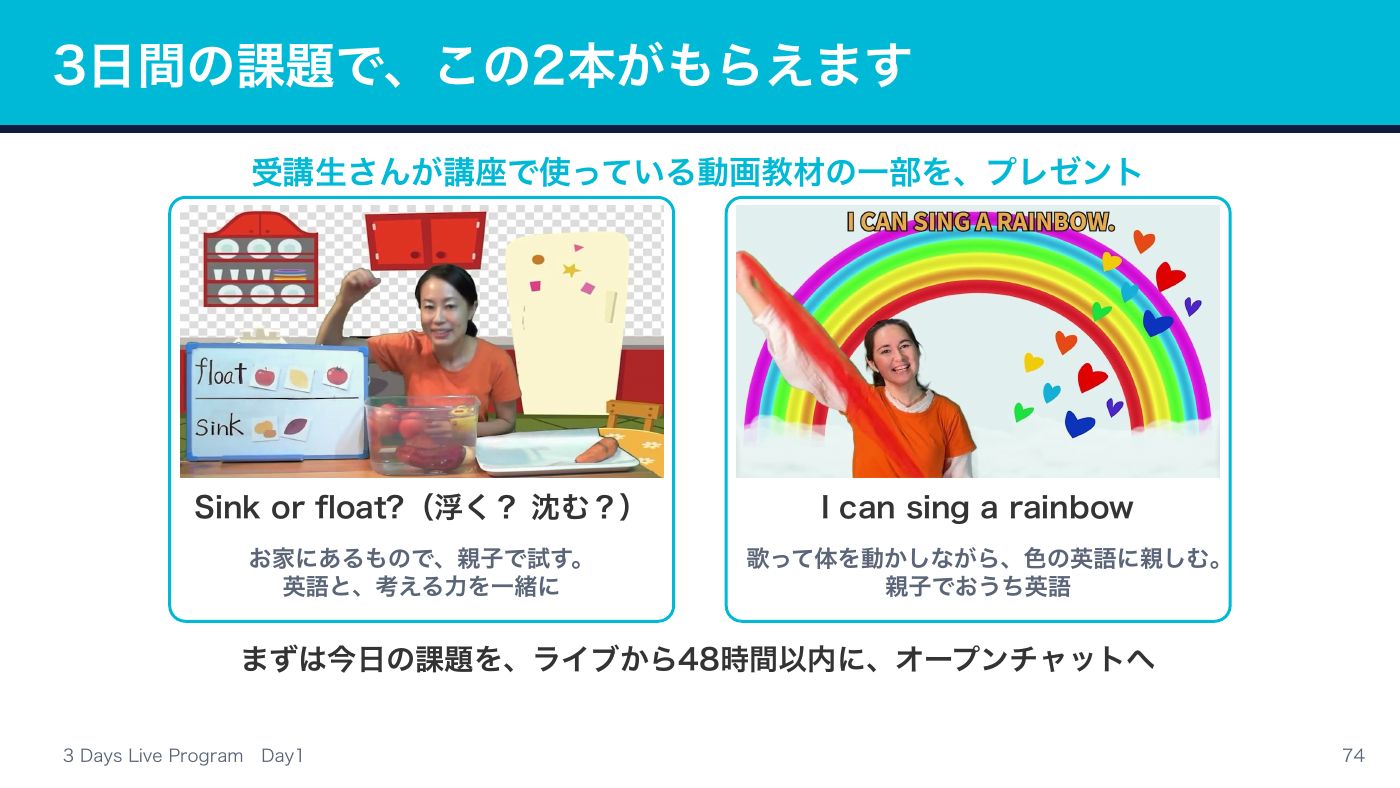 3日間の課題で、この2本がもらえます
受講生さんが講座で使っている動画教材の一部を、プレゼント
float
sink
Sink or float?（浮く？ 沈む？）
お家にあるもので、親子で試す。
英語と、考える力を一緒に
I CAN SING A RAINBOW.
I can sing a rainbow
歌って体を動かしながら、色の英語に親しむ。
親子でおうち英語
まずは今日の課題を、ライブから48時間以内に、オープンチャットへ
3 Days Live Program　Day1
74